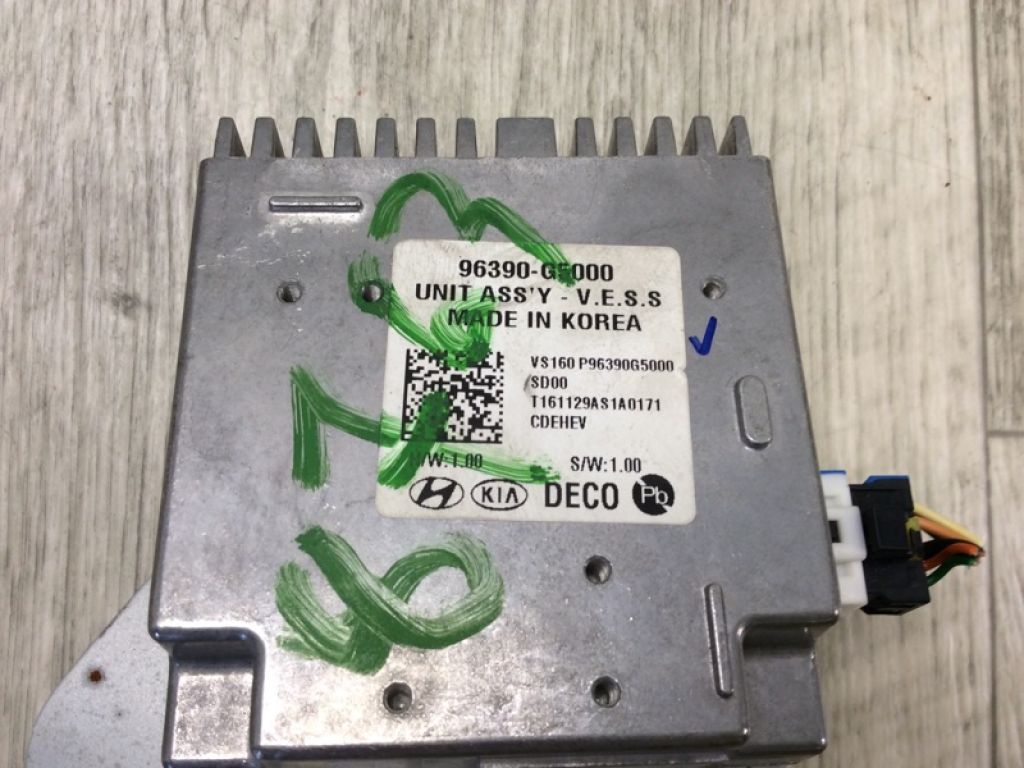 96390-G5000
UNIT ASS'Y - V.E.S.S
MADE IN KOREA
VS160 P96390G5000
SD00
T161129AS1A0171
CDEHEV
H/W:1.00 S/W:1.00
KIA DECO Pb